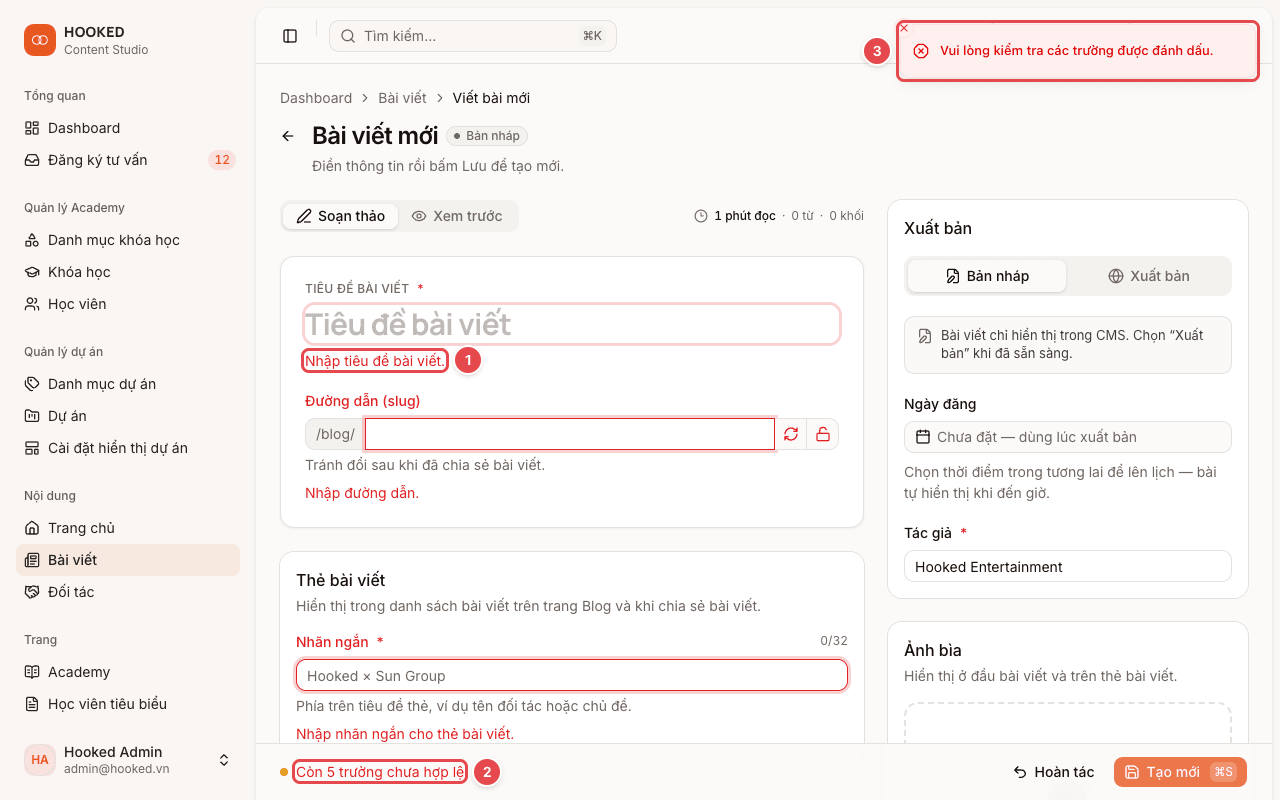 HOOKED
Content Studio
Tổng quan
Dashboard
Đăng ký tư vấn 12
Quản lý Academy
Danh mục khóa học
Khóa học
Học viên
Quản lý dự án
Danh mục dự án
Dự án
Cài đặt hiển thị dự án
Nội dung
Trang chủ
Bài viết
Đối tác
Trang
Academy
Học viên tiêu biểu
HA
Hooked Admin
admin@hooked.vn
Tìm kiếm... ⌘K
3
Vui lòng kiểm tra các trường được đánh dấu.
Dashboard > Bài viết > Viết bài mới
Bài viết mới
Bản nháp
Điền thông tin rồi bấm Lưu để tạo mới.
Soạn thảo
Xem trước
1 phút đọc · 0 từ · 0 khối
TIÊU ĐỀ BÀI VIẾT *
Tiêu đề bài viết
Nhập tiêu đề bài viết. 1
Đường dẫn (slug)
/blog/
Tránh đổi sau khi đã chia sẻ bài viết.
Nhập đường dẫn.
Thẻ bài viết
Hiển thị trong danh sách bài viết trên trang Blog và khi chia sẻ bài viết.
Nhãn ngắn * 0/32
Hooked × Sun Group
Phía trên tiêu đề thẻ, ví dụ tên đối tác hoặc chủ đề.
Nhập nhãn ngắn cho thẻ bài viết.
Xuất bản
Bản nháp
Xuất bản
Bài viết chỉ hiển thị trong CMS. Chọn “Xuất
bản” khi đã sẵn sàng.
Ngày đăng
Chưa đặt — dùng lúc xuất bản
Chọn thời điểm trong tương lai để lên lịch — bài
tự hiển thị khi đến giờ.
Tác giả *
Hooked Entertainment
Ảnh bìa
Hiển thị ở đầu bài viết và trên thẻ bài viết.
Còn 5 trường chưa hợp lệ 2
Hoàn tác
Tạo mới ⌘S